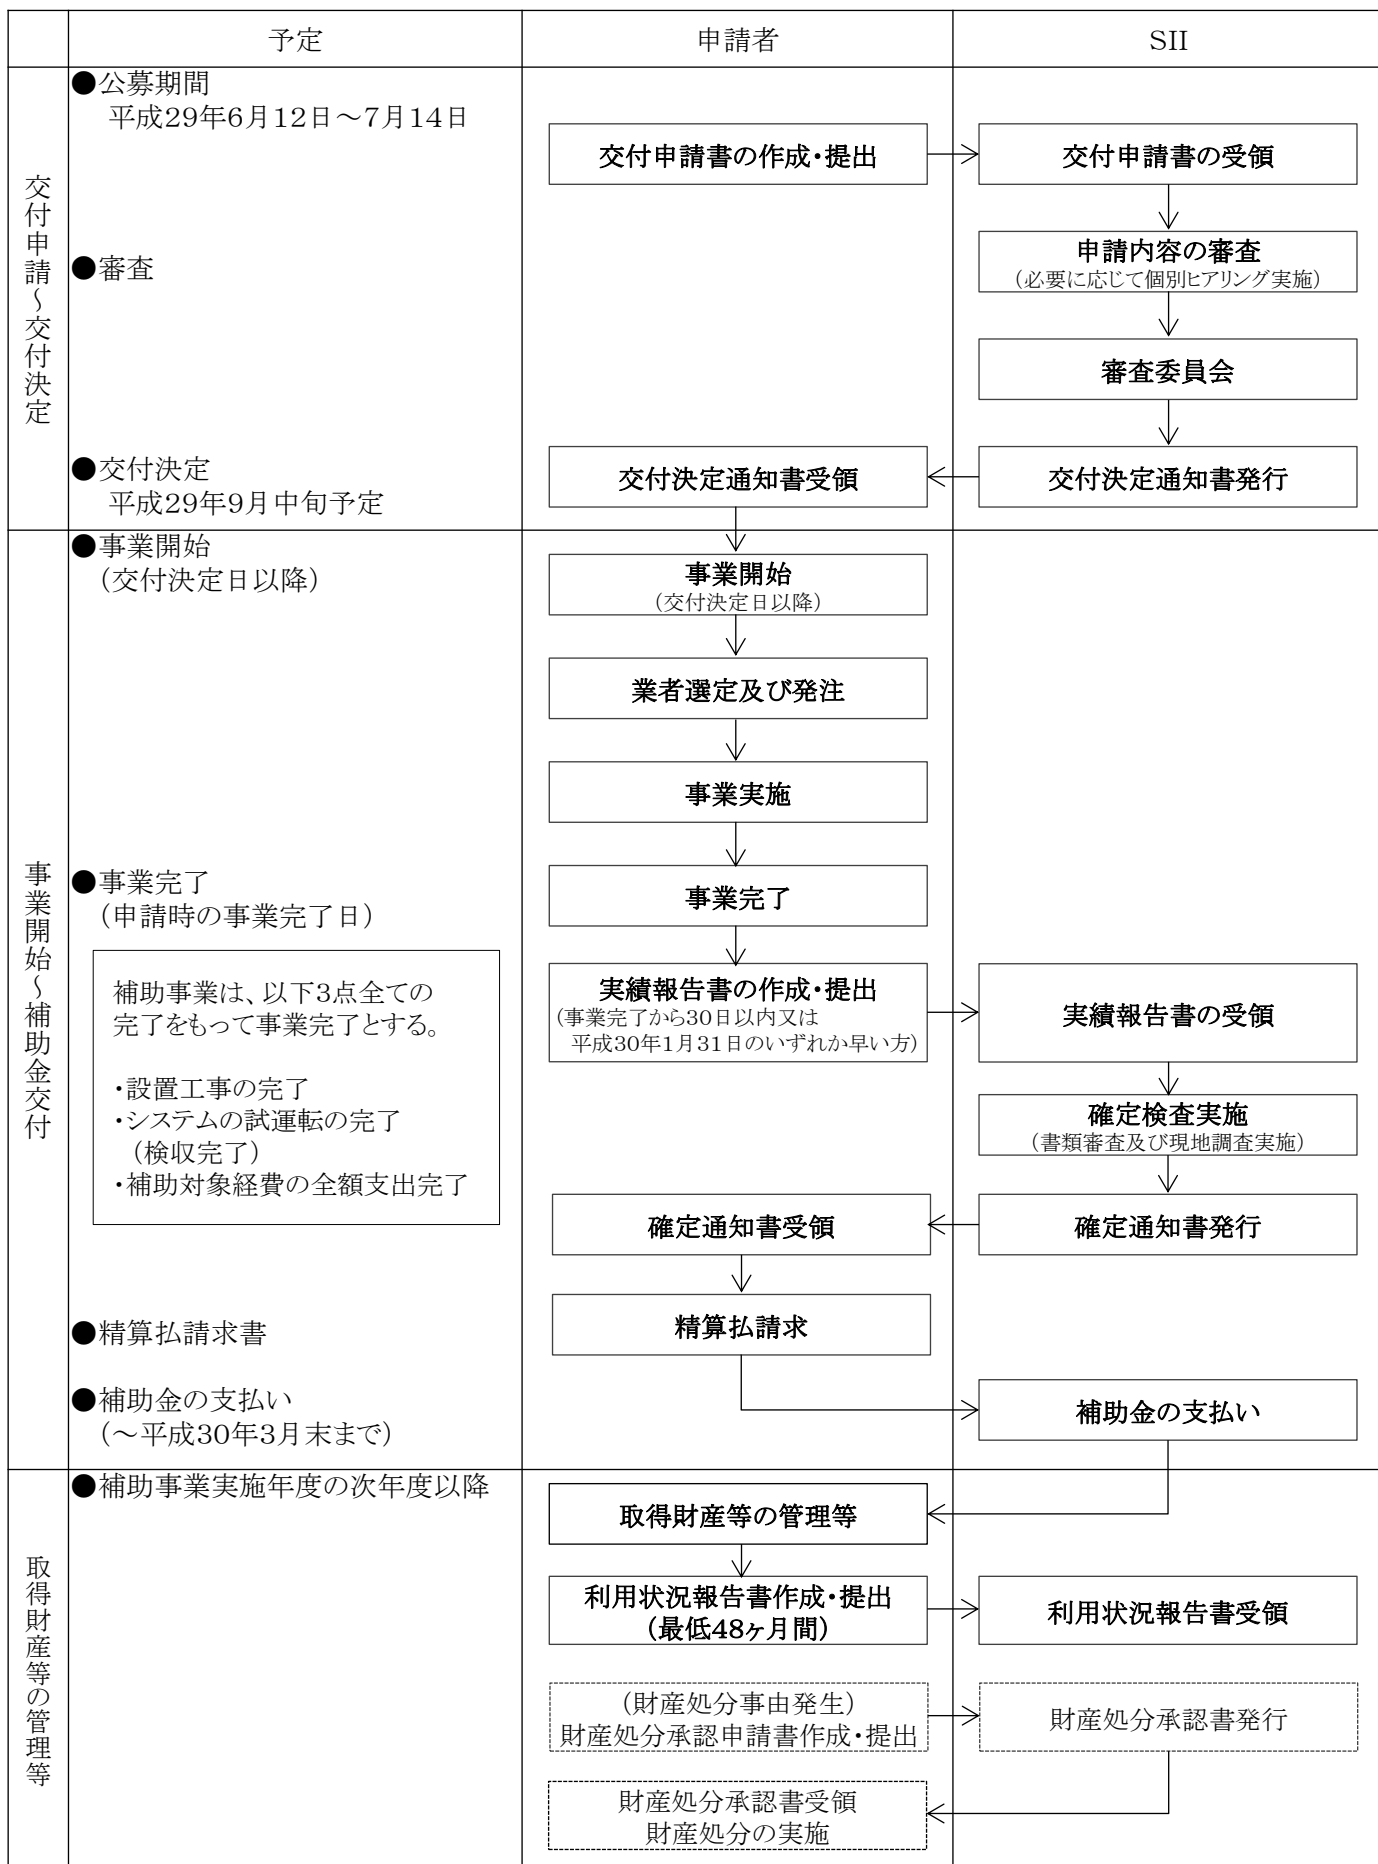 予定
申請者
SII
交付申請～交付決定
●公募期間
平成29年6月12日～7月14日
交付申請書の作成・提出
交付申請書の受領
●審査
申請内容の審査
（必要に応じて個別ヒアリング実施）
審査委員会
●交付決定
平成29年9月中旬予定
交付決定通知書受領
交付決定通知書発行
事業開始～補助金交付
●事業開始
（交付決定日以降）
事業開始
（交付決定日以降）
業者選定及び発注
事業実施
●事業完了
（申請時の事業完了日）
事業完了
補助事業は、以下3点全ての
完了をもって事業完了とする。
・設置工事の完了
・システムの試運転の完了
（検収完了）
・補助対象経費の全額支出完了
実績報告書の作成・提出
（事業完了から30日以内又は
平成30年1月31日のいずれか早い方）
実績報告書の受領
確定検査実施
（書類審査及び現地調査実施）
確定通知書受領
確定通知書発行
●精算払請求書
精算払請求
●補助金の支払い
（～平成30年3月末まで）
補助金の支払い
取得財産等の管理等
●補助事業実施年度の次年度以降
取得財産等の管理等
利用状況報告書作成・提出
（最低48ヶ月間）
利用状況報告書受領
（財産処分事由発生）
財産処分承認申請書作成・提出
財産処分承認書発行
財産処分承認書受領
財産処分の実施